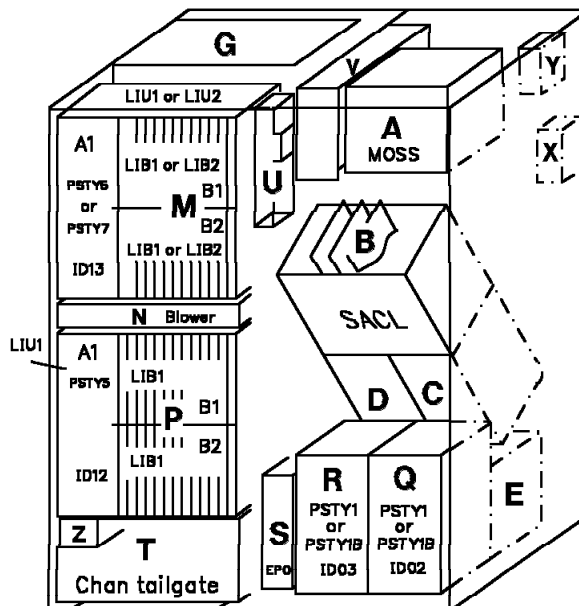 G
V
Y
LIU1 or LIU2
A1
PSTY6
or
PSTY7
ID13
LIB1 or LIB2
M
B1
B2
LIB1 or LIB2
U
A
MOSS
X
B
SACL
N Blower
LIU1
A1
PSTY5
ID12
LIB1
P
B1
B2
LIB1
D
C
Z
T
Chan tailgate
S
EPO
R
PSTY1
or
PSTY1B
ID03
Q
PSTY1
or
PSTY1B
ID02
E